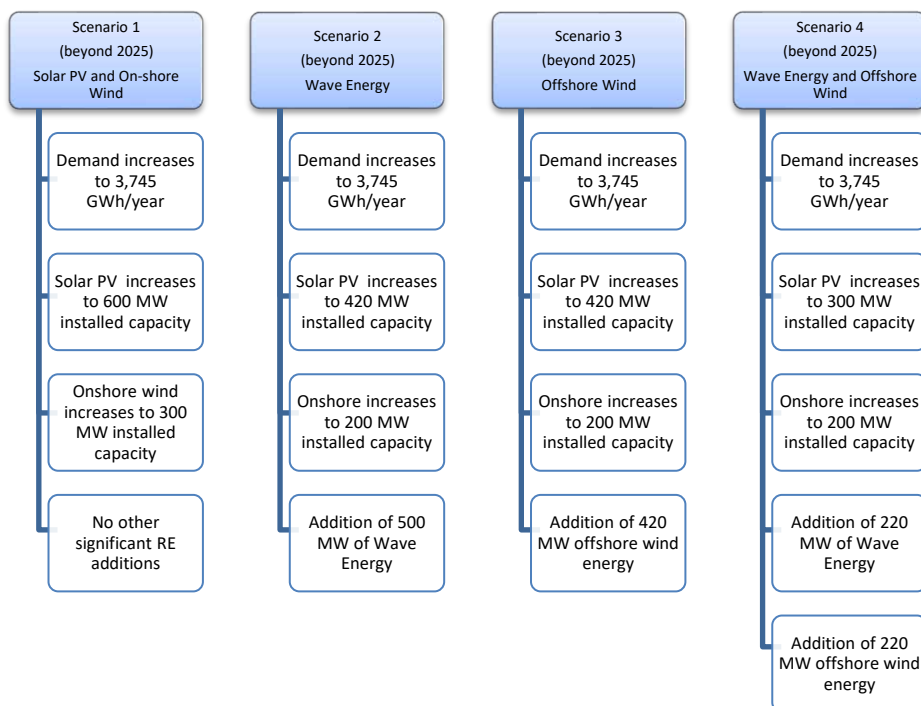 Scenario 1
(beyond 2025)
Solar PV and On-shore
Wind
Demand increases
to 3,745
GWh/year
Solar PV increases
to 600 MW
installed capacity
Onshore wind
increases to 300
MW installed
capacity
No other
significant RE
additions
Scenario 2
(beyond 2025)
Wave Energy
Demand increases
to 3,745
GWh/year
Solar PV increases
to 420 MW
installed capacity
Onshore increases
to 200 MW
installed capacity
Addition of 500
MW of Wave
Energy
Scenario 3
(beyond 2025)
Offshore Wind
Demand increases
to 3,745
GWh/year
Solar PV increases
to 420 MW
installed capacity
Onshore increases
to 200 MW
installed capacity
Addition of 420
MW offshore wind
energy
Scenario 4
(beyond 2025)
Wave Energy and Offshore
Wind
Demand increases
to 3,745
GWh/year
Solar PV increases
to 300 MW
installed capacity
Onshore increases
to 200 MW
installed capacity
Addition of 220
MW of Wave
Energy
Addition of 220
MW offshore wind
energy